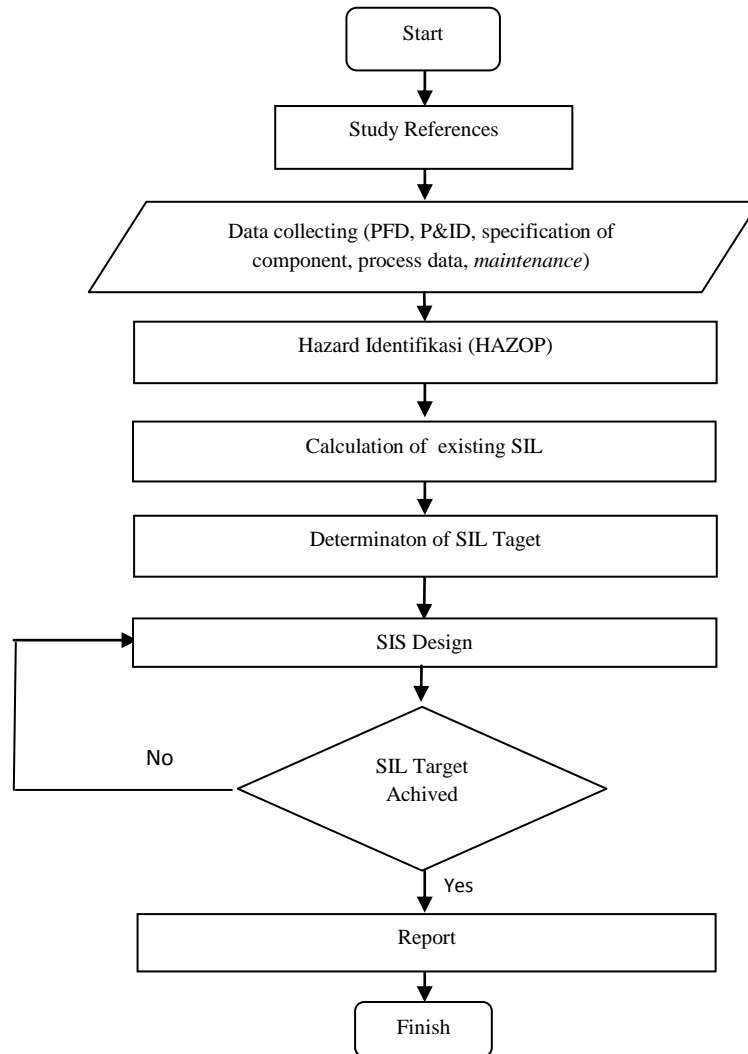 Start
Study References
Data collecting (PFD, P&ID, specification of
component, process data, maintenance)
Hazard Identifikasi (HAZOP)
Calculation of existing SIL
Determinaton of SIL Taget
SIS Design
No
SIL Target
Achived
Yes
Report
Finish